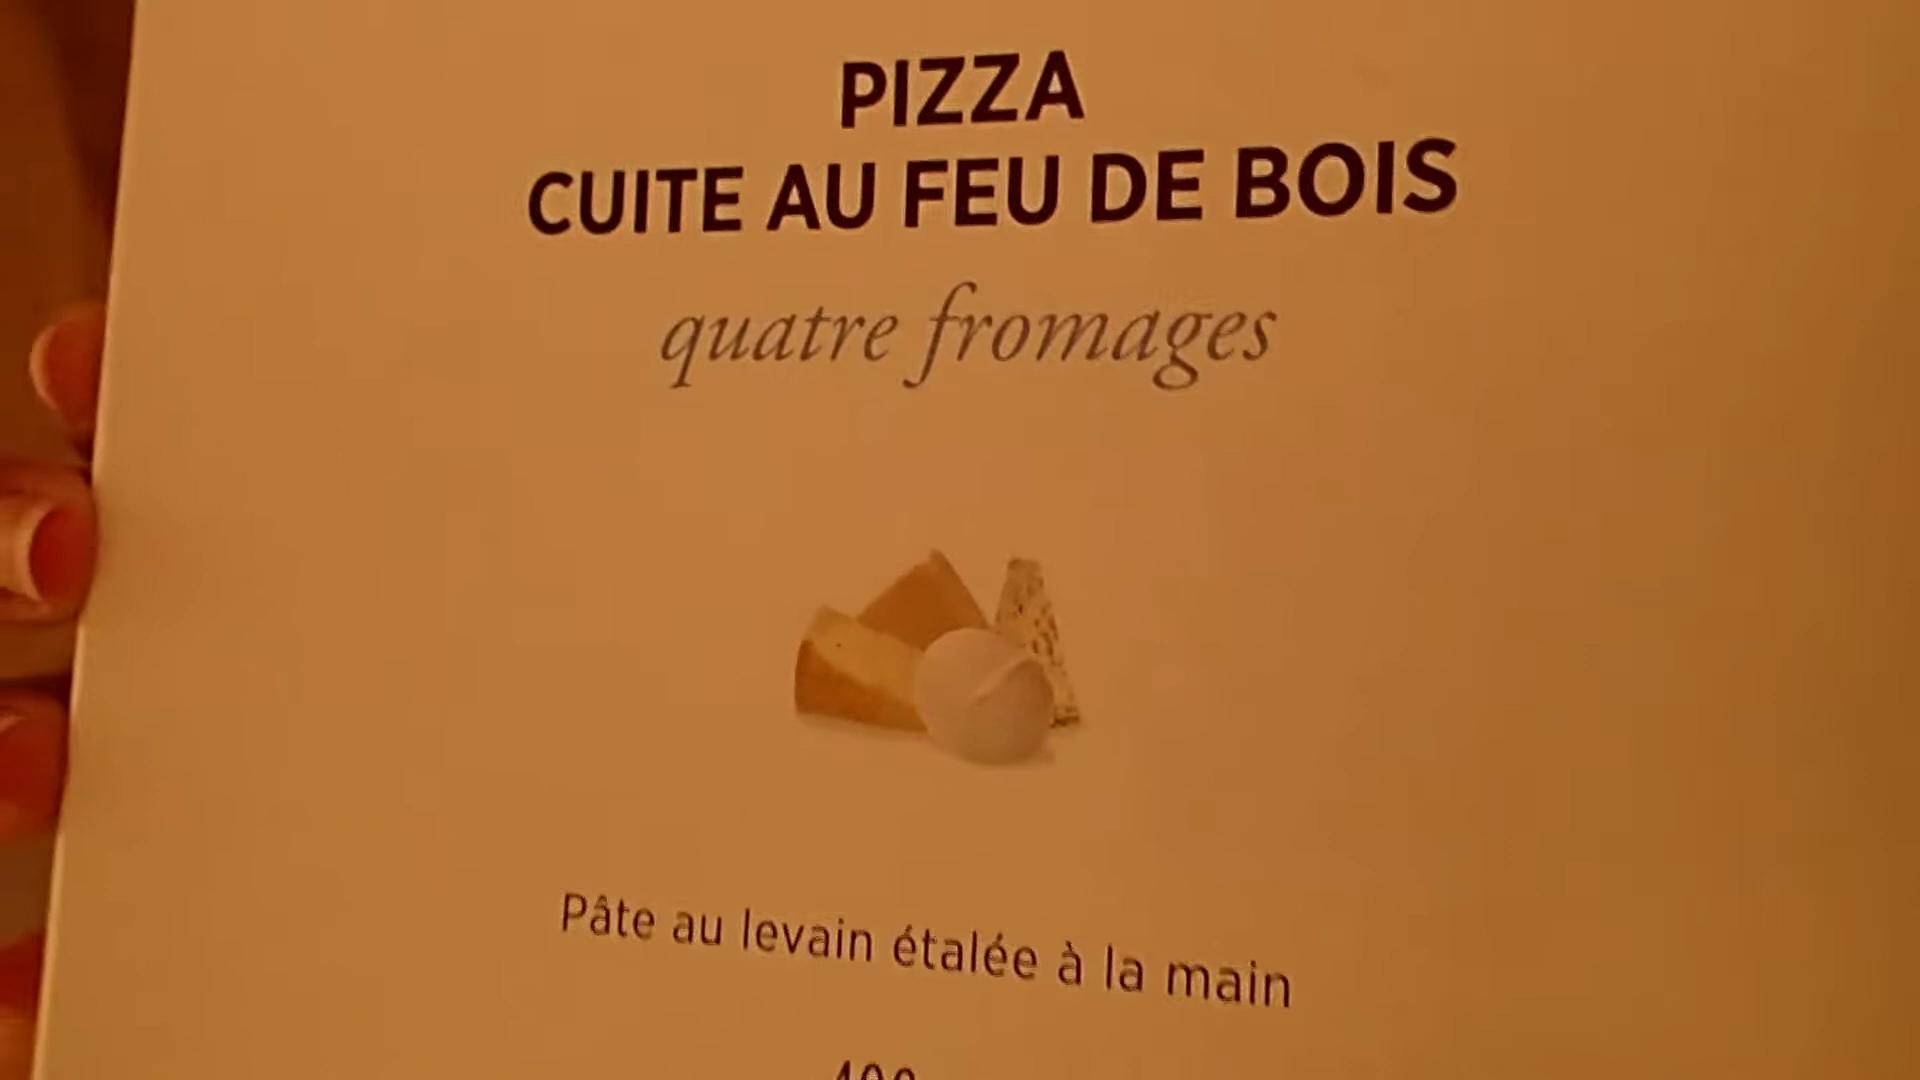 PIZZA
CUITE AU FEU DE BOIS
quatre fromages
Pâte au levain étalée à la main